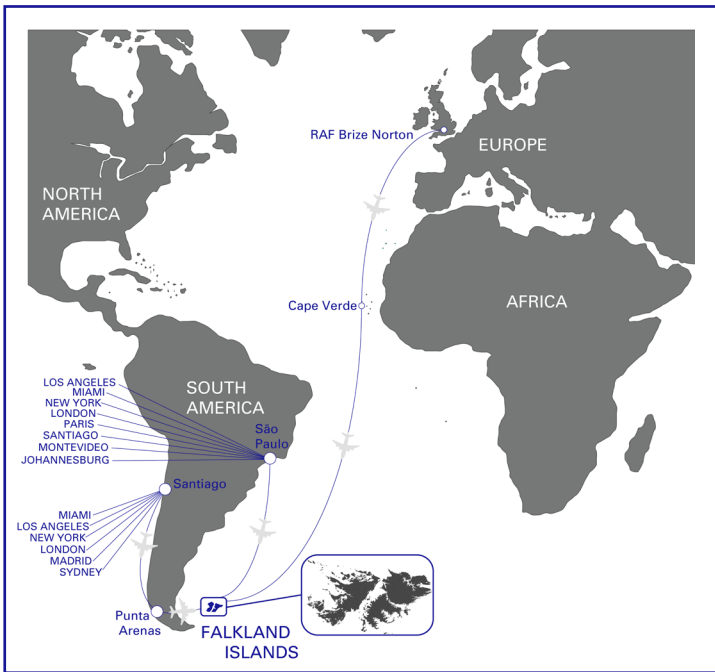 RAF Brize Norton
EUROPE
NORTH
AMERICA
Cape Verde
AFRICA
SOUTH
AMERICA
LOS ANGELES
MIAMI
NEW YORK
LONDON
PARIS
SANTIAGO
MONTEVIDEO
JOHANNESBURG
São
Paulo
Santiago
MIAMI
LOS ANGELES
NEW YORK
LONDON
MADRID
SYDNEY
Punta
Arenas
FALKLAND
ISLANDS